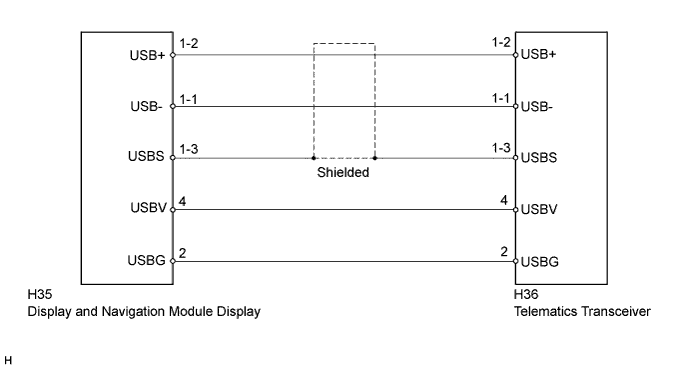 USB+ 1-2 1-2 USB+
USB- 1-1 1-1 USB-
USBS 1-3 1-3 USBS
Shielded
USBV 4 4 USBV
USBG 2 2 USBG
H35 H36
Display and Navigation Module Display Telematics Transceiver
H